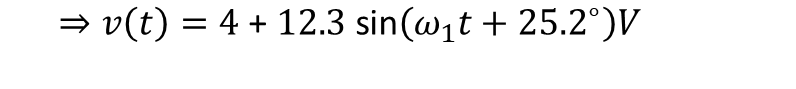 ⇒ v(t) = 4 + 12.3 sin(ω₁t + 25.2°)V